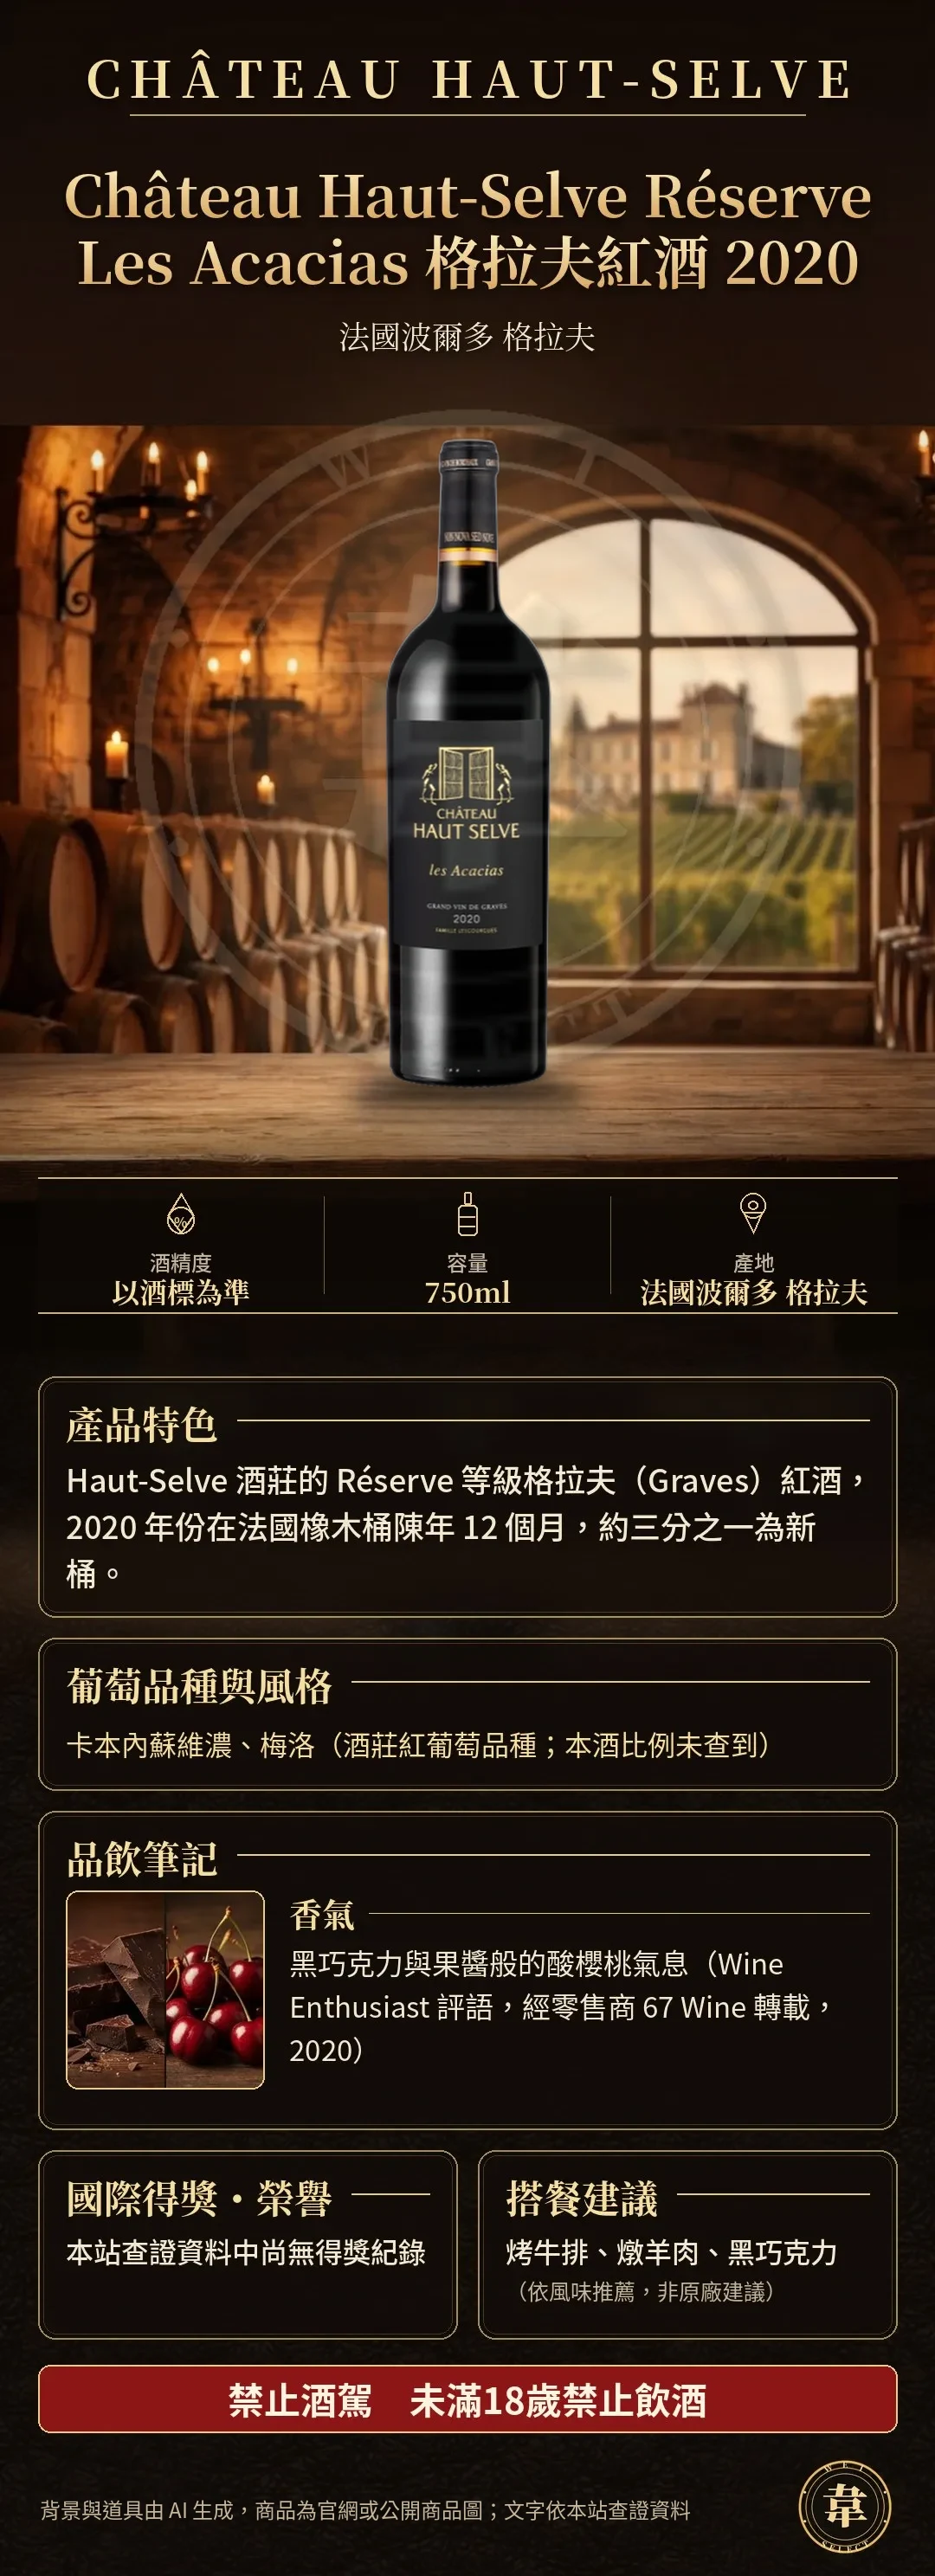 CHÂTEAU HAUT-SELVE
Château Haut-Selve Réserve
Les Acacias 格拉夫紅酒 2020
法國波爾多 格拉夫
CHÂTEAU
HAUT SELVE
les Acacias
GRAND VIN DE GRAVES
2020
FAMILLE LESGOURGUES
酒精度
以酒標為準
容量
750ml
產地
法國波爾多 格拉夫
產品特色
Haut-Selve 酒莊的 Réserve 等級格拉夫（Graves）紅酒，
2020 年份在法國橡木桶陳年 12 個月，約三分之一為新
桶。
葡萄品種與風格
卡本內蘇維濃、梅洛（酒莊紅葡萄品種；本酒比例未查到）
品飲筆記
香氣
黑巧克力與果醬般的酸櫻桃氣息（Wine
Enthusiast 評語，經零售商 67 Wine 轉載，
2020）
國際得獎・榮譽
本站查證資料中尚無得獎紀錄
搭餐建議
烤牛排、燉羊肉、黑巧克力
（依風味推薦，非原廠建議）
禁止酒駕　未滿18歲禁止飲酒
背景與道具由 AI 生成，商品為官網或公開商品圖；文字依本站查證資料
WEI
韋
SELECT